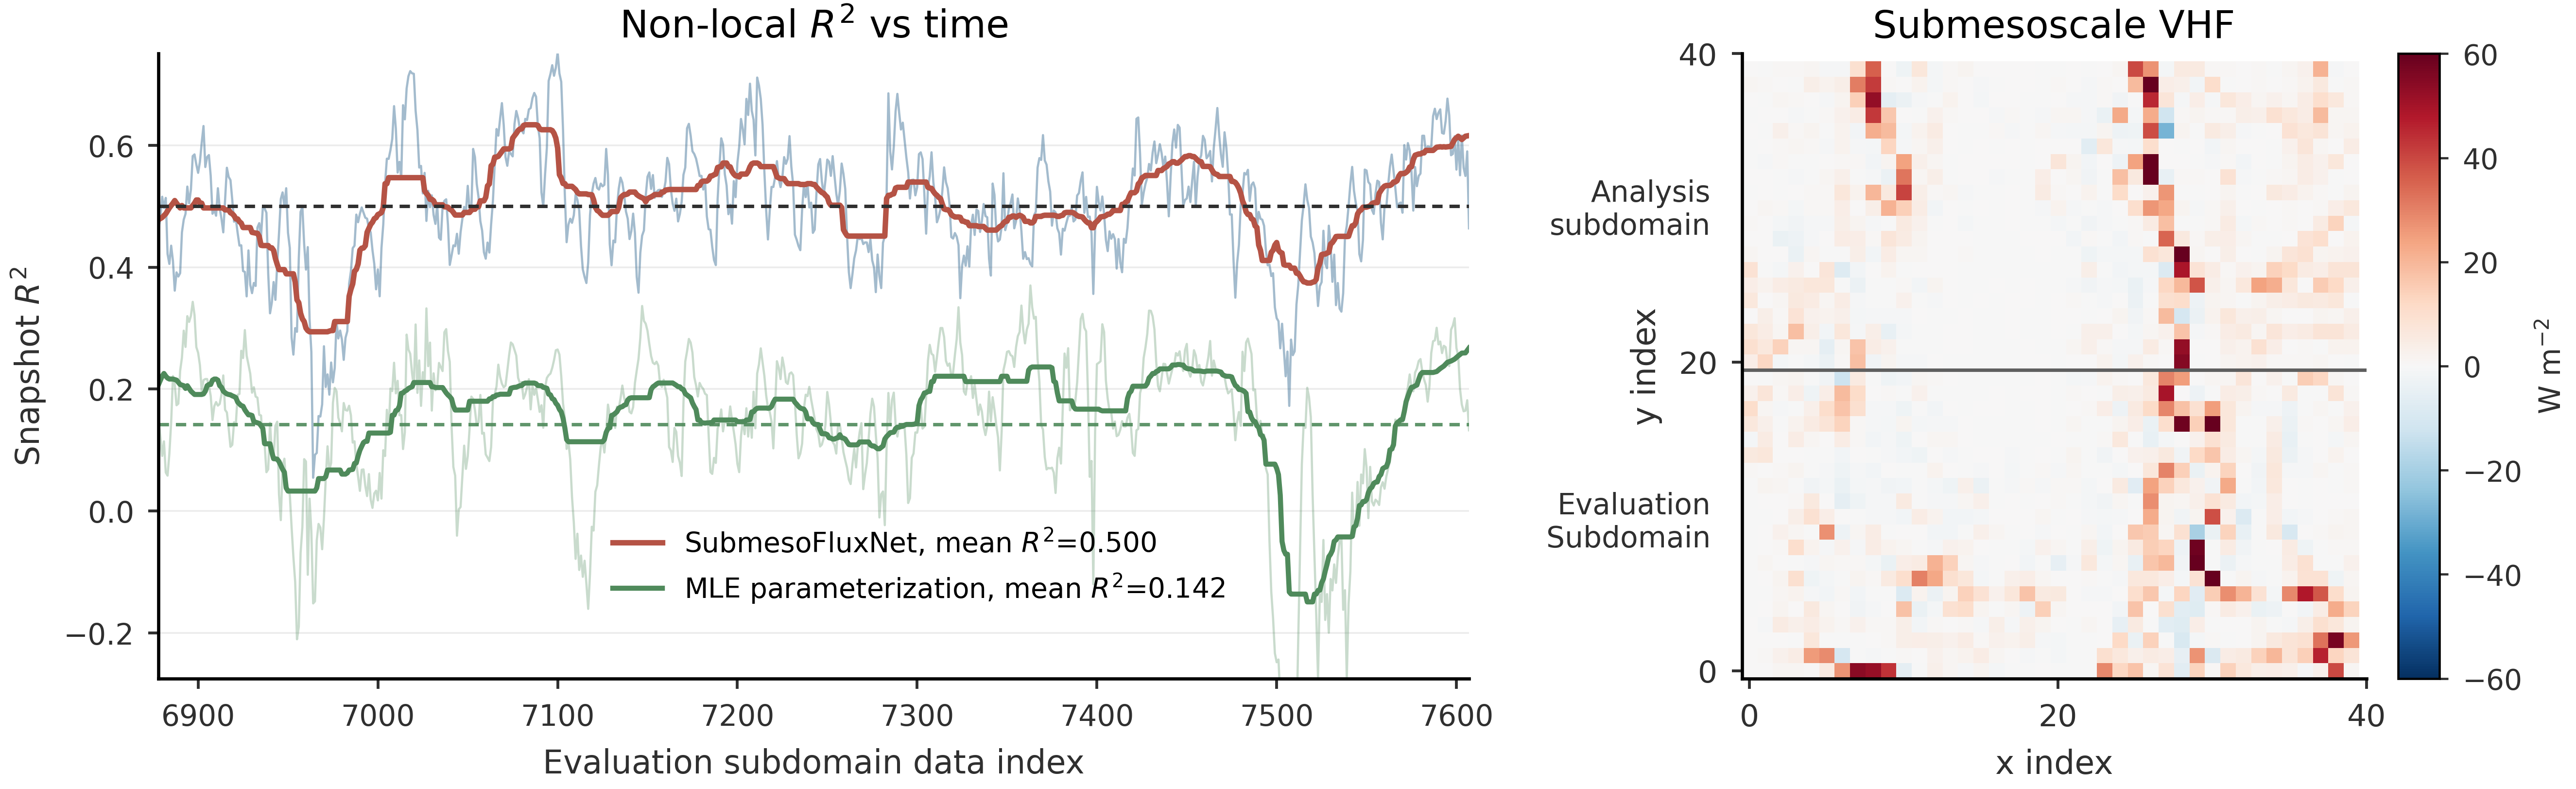 Non-local R² vs time
Snapshot R²
0.6
0.4
0.2
0.0
−0.2
6900 7000 7100 7200 7300 7400 7500 7600
Evaluation subdomain data index
SubmesoFluxNet, mean R²=0.500
MLE parameterization, mean R²=0.142
Submesoscale VHF
y index
40
Analysis
subdomain
20
Evaluation
Subdomain
0
0 20 40
x index
60
40
20
0
−20
−40
−60
W m⁻²